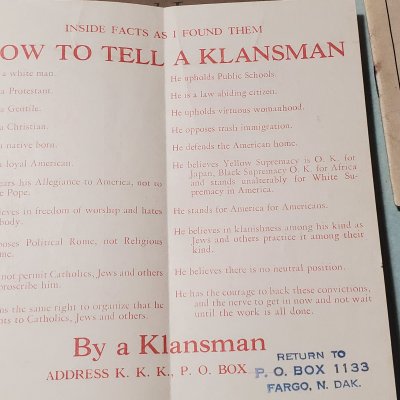 INSIDE FACTS AS I FOUND THEM
OW TO TELL A KLANSMAN
a white man.
a Protestant.
a Gentile.
a Christian.
native born.
loyal American.
ears his Allegiance to America, not to
e Pope.
ieves in freedom of worship and hates
body.
poses Political Rome, not Religious
me.
not permit Catholics, Jews and others
proscribe him.
ms the same right to organize that he
nts to Catholics, Jews and others.
He upholds Public Schools.
He is a law abiding citizen.
He upholds virtuous womanhood.
He opposes trash immigration.
He defends the American home.
He believes Yellow Supremacy is O. K. for
Japan, Black Supremacy O. K. for Africa
and stands unalterably for White Su-
premacy in America.
He stands for America for Americans.
He believes in klanishness among his kind as
Jews and others practice it among their
kind.
He believes there is no neutral position.
He has the courage to back these convictions,
and the nerve to get in now and not wait
until the work is all done.
By a Klansman
ADDRESS K. K. K., P. O. BOX
RETURN TO
P. O. BOX 1133
FARGO, N. DAK.